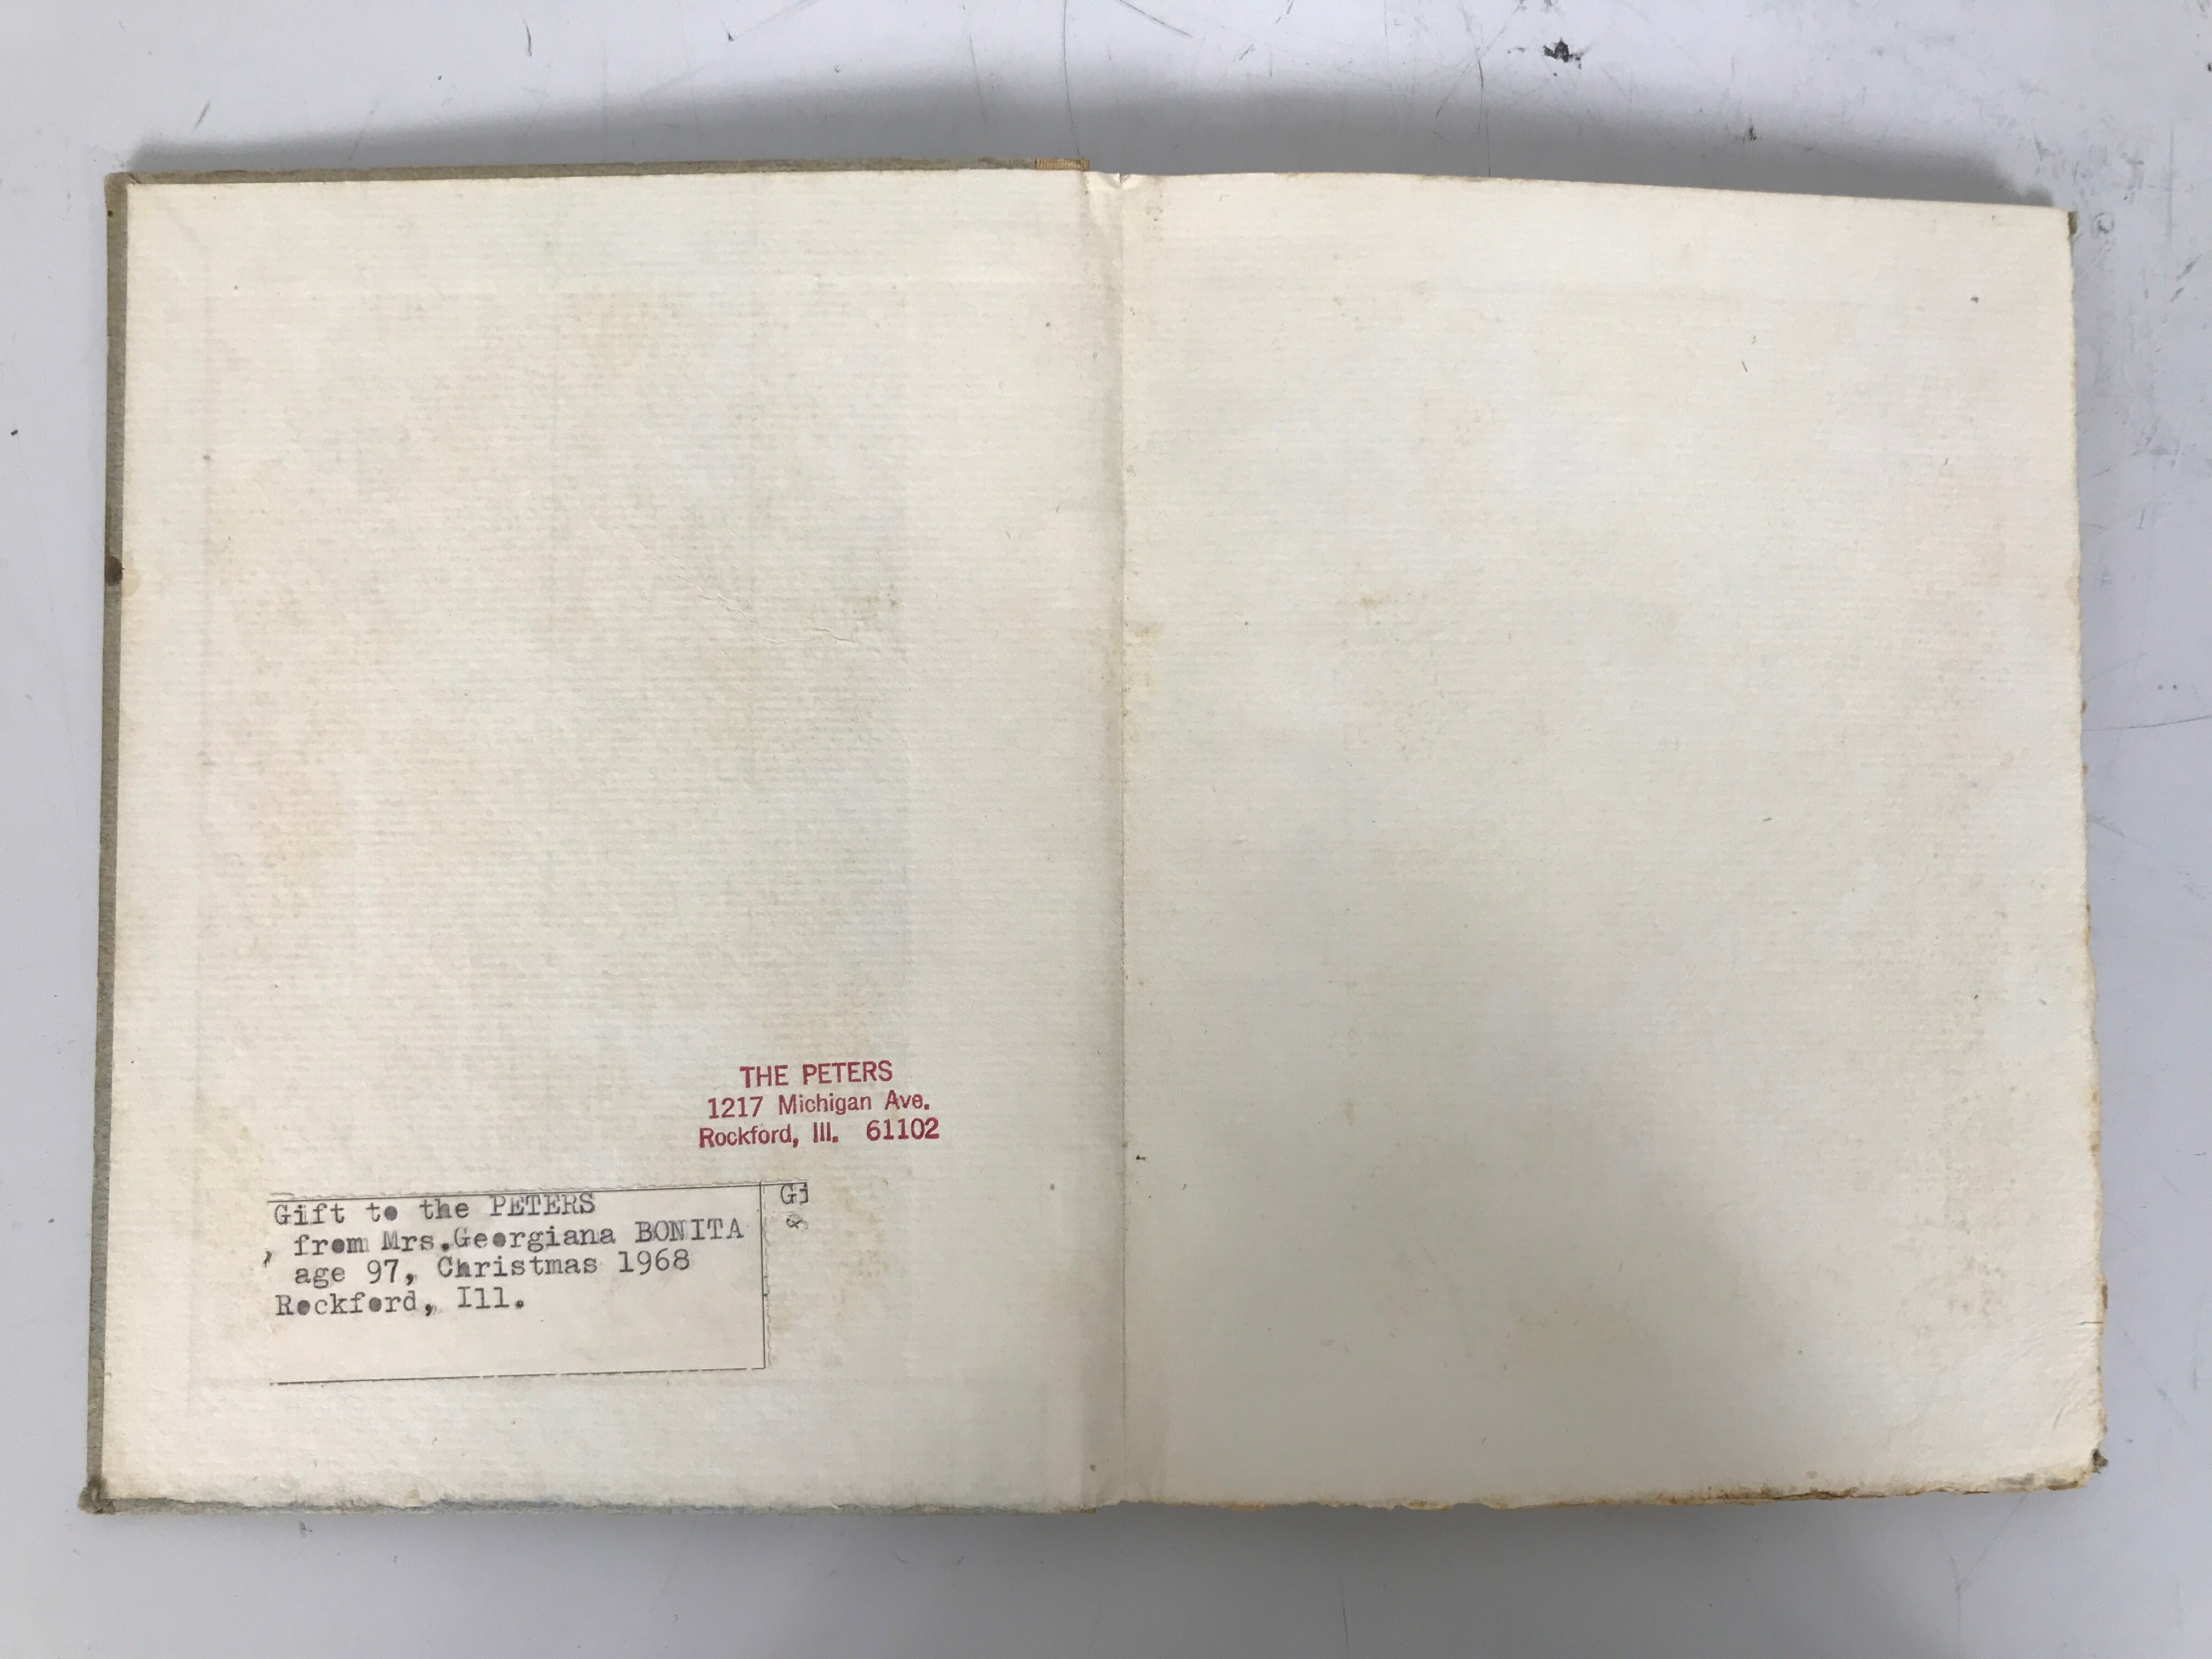 THE PETERS
1217 Michigan Ave.
Rockford, Ill. 61102
Gift to the PETERS
from Mrs.Georgiana BONITA
age 97, Christmas 1968
Rockford, Ill.